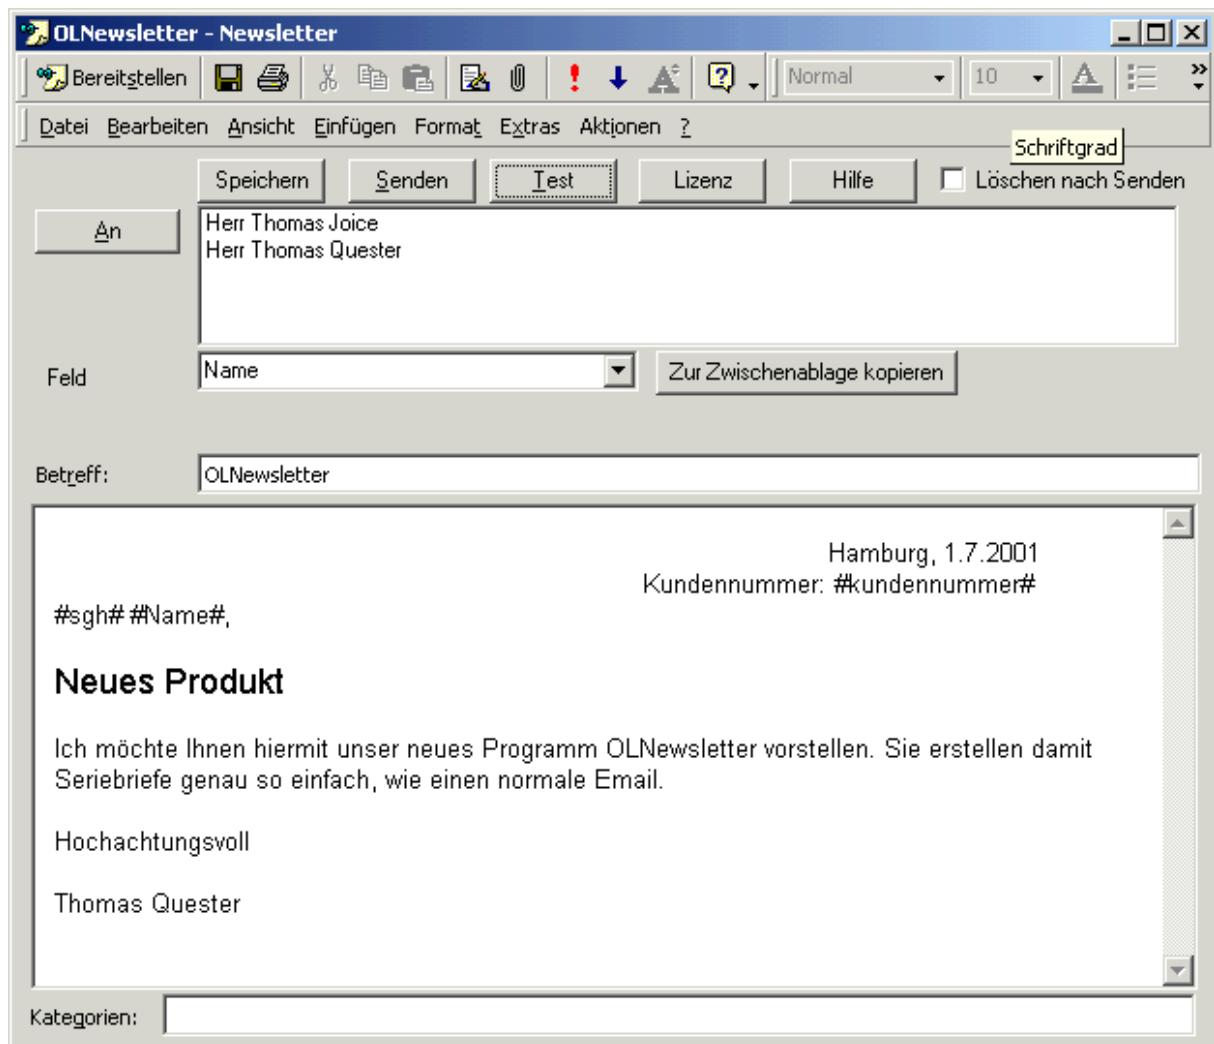 OLNewsletter - Newsletter
Bereitstellen Normal 10
Datei Bearbeiten Ansicht Einfügen Format Extras Aktionen ?
Schriftgrad
Speichern Senden Test Lizenz Hilfe Löschen nach Senden
An
Herr Thomas Joice
Herr Thomas Quester
Feld Name Zur Zwischenablage kopieren
Betreff: OLNewsletter
Hamburg, 1.7.2001
Kundennummer: #kundennummer#
#sgh# #Name#,
Neues Produkt
Ich möchte Ihnen hiermit unser neues Programm OLNewsletter vorstellen. Sie erstellen damit
Seriebriefe genau so einfach, wie einen normale Email.
Hochachtungsvoll
Thomas Quester
Kategorien: